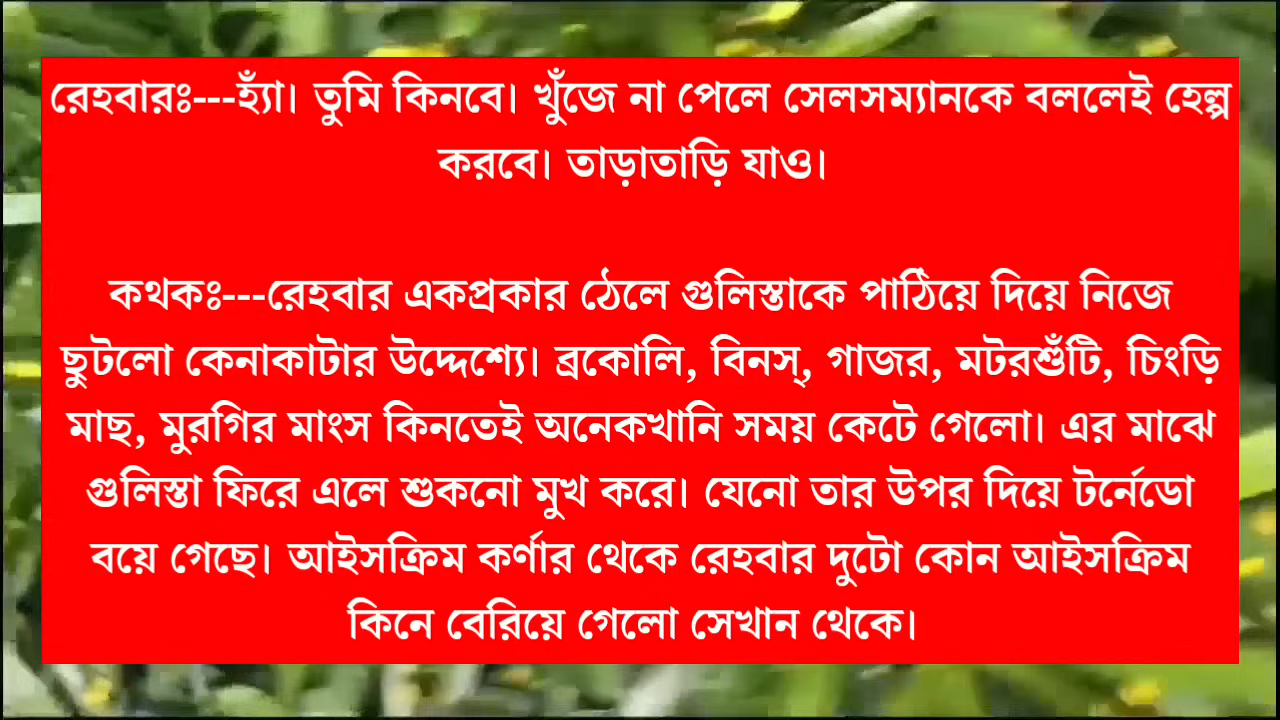 রেহবারঃ---হ্যাঁ। তুমি কিনবে। খুঁজে না পেলে সেলসম্যানকে বললেই হেল্প
করবে। তাড়াতাড়ি যাও।
কথকঃ---রেহবার একপ্রকার ঠেলে গুলিস্তাকে পাঠিয়ে দিয়ে নিজে
ছুটলো কেনাকাটার উদ্দেশ্যে। ব্রকোলি, বিনস্, গাজর, মটরশুঁটি, চিংড়ি
মাছ, মুরগির মাংস কিনতেই অনেকখানি সময় কেটে গেলো। এর মাঝে
গুলিস্তা ফিরে এলে শুকনো মুখ করে। যেনো তার উপর দিয়ে টর্নেডো
বয়ে গেছে। আইসক্রিম কর্ণার থেকে রেহবার দুটো কোন আইসক্রিম
কিনে বেরিয়ে গেলো সেখান থেকে।